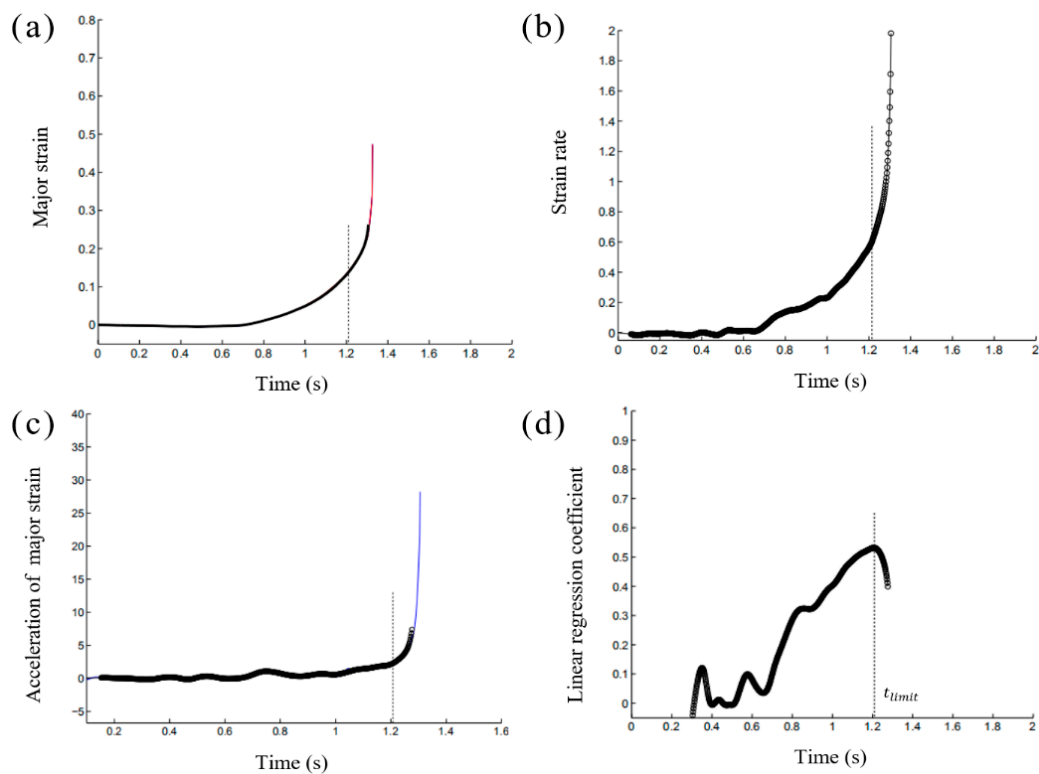 (a)
Major strain
0.8
0.7
0.6
0.5
0.4
0.3
0.2
0.1
0
0 0.2 0.4 0.6 0.8 1 1.2 1.4 1.6 1.8 2
Time (s)
(b)
Strain rate
2
1.8
1.6
1.4
1.2
1
0.8
0.6
0.4
0.2
0
0 0.2 0.4 0.6 0.8 1 1.2 1.4 1.6 1.8 2
Time (s)
(c)
Acceleration of major strain
40
35
30
25
20
15
10
5
0
−5
0.2 0.4 0.6 0.8 1 1.2 1.4 1.6
Time (s)
(d)
Linear regression coefficient
1
0.9
0.8
0.7
0.6
0.5
0.4
0.3
0.2
0.1
0
t_limit
0 0.2 0.4 0.6 0.8 1 1.2 1.4 1.6 1.8 2
Time (s)